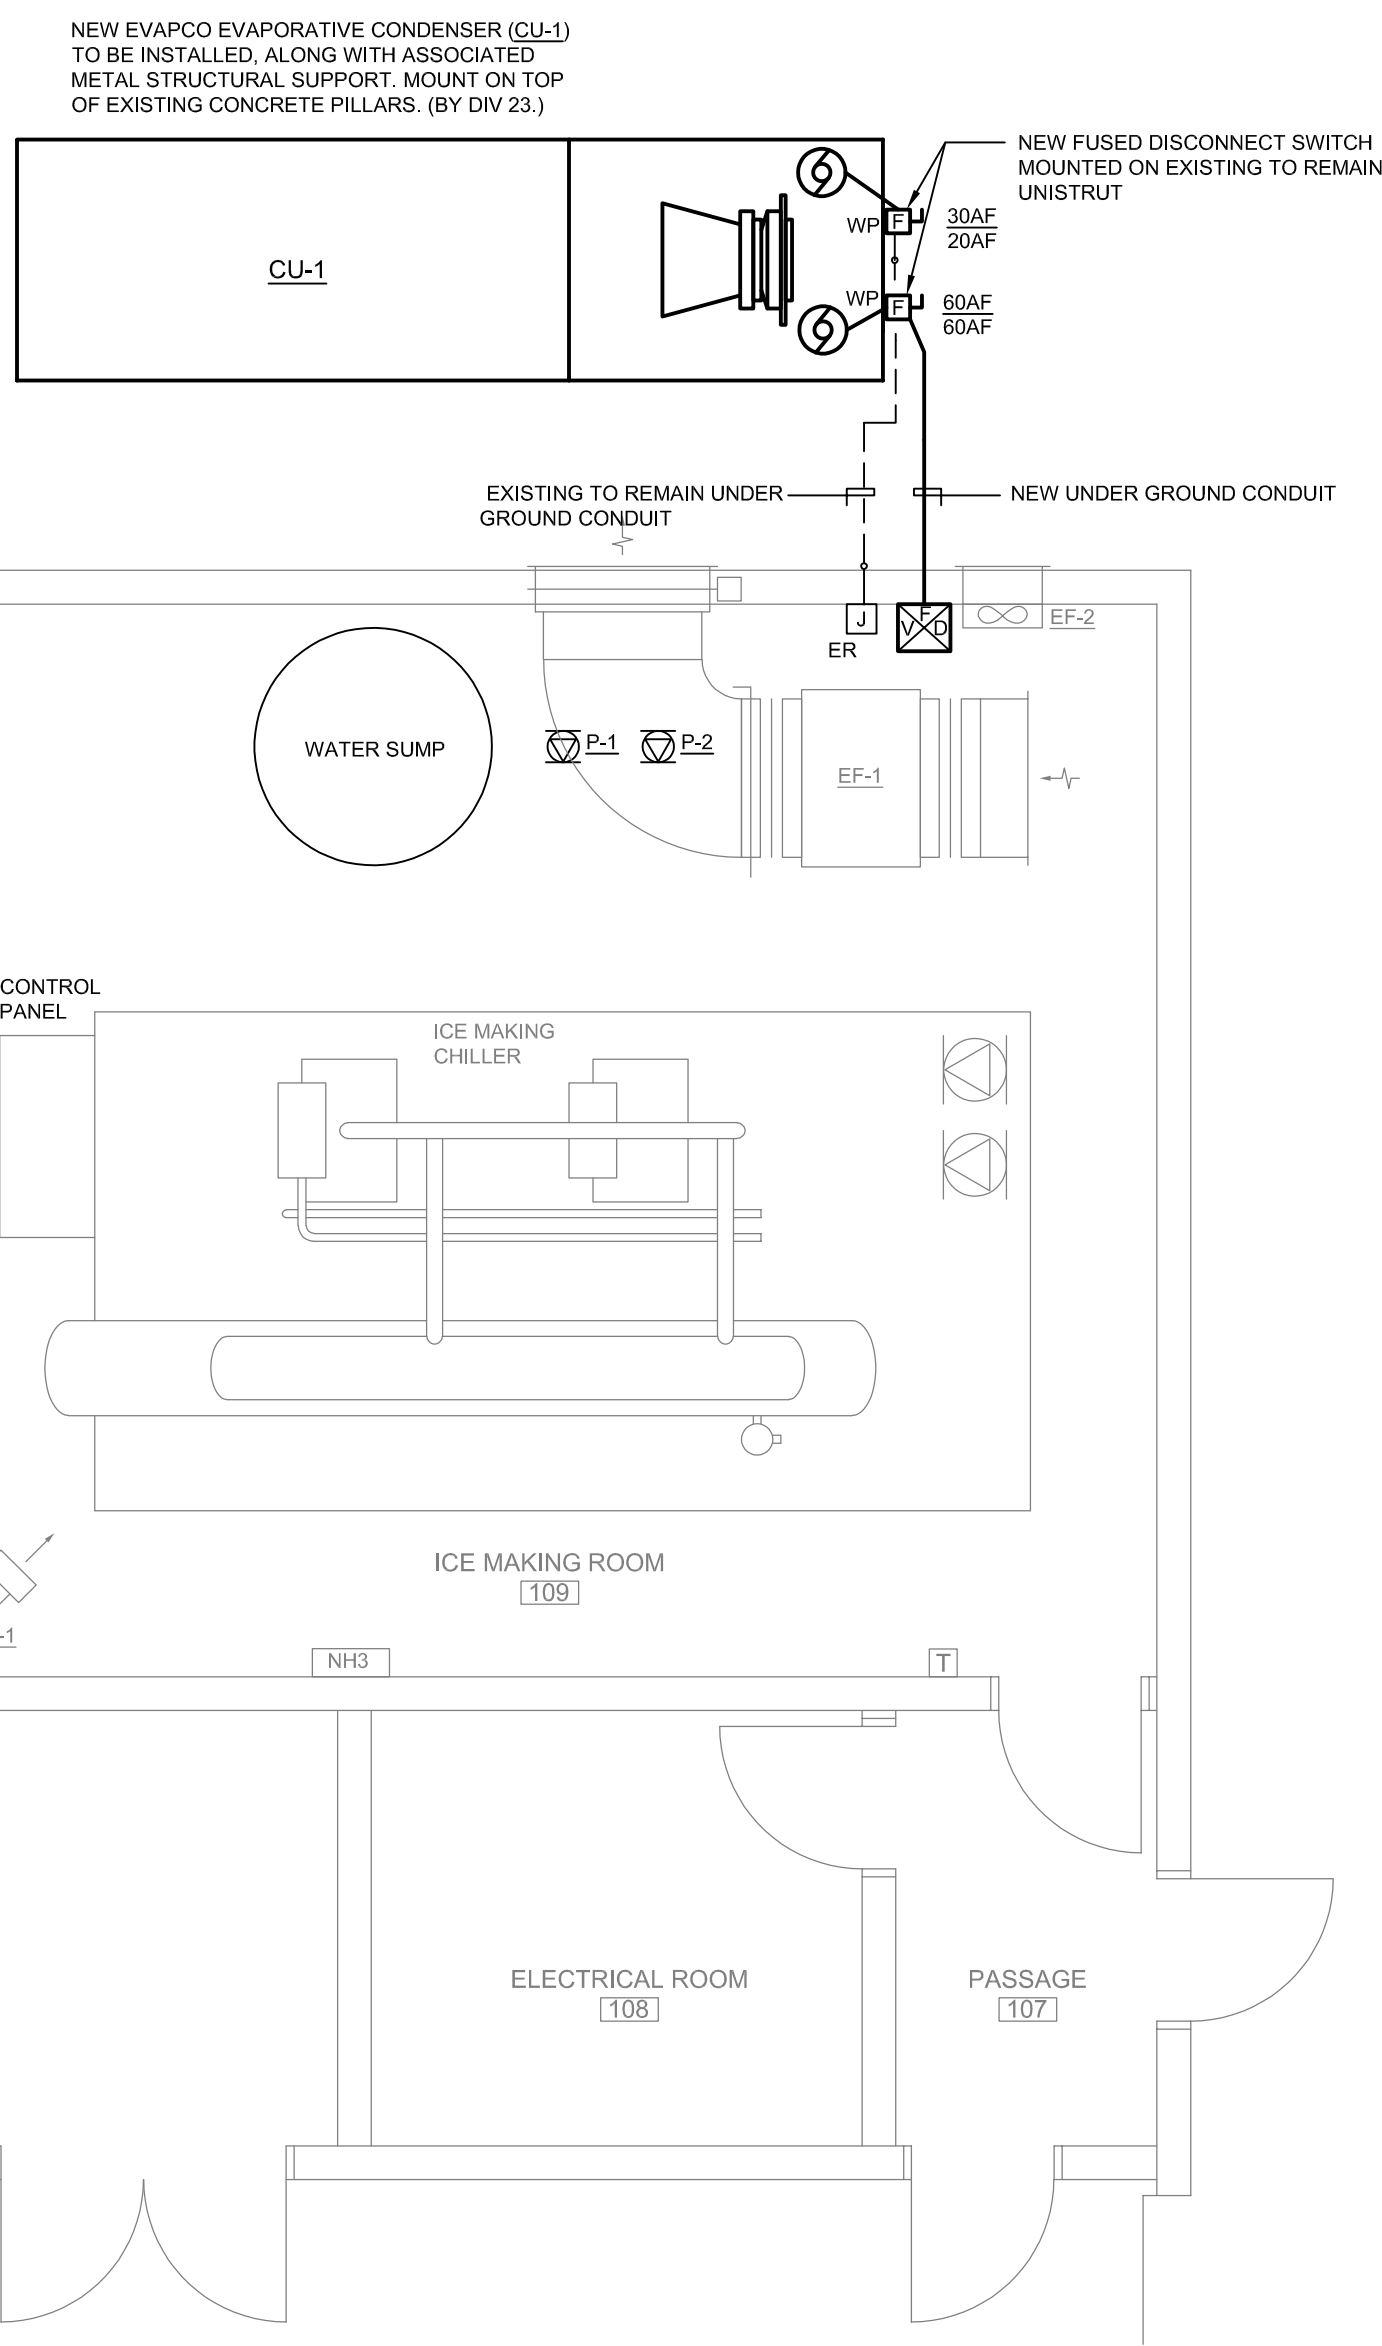 NEW EVAPCO EVAPORATIVE CONDENSER (CU-1)
TO BE INSTALLED, ALONG WITH ASSOCIATED
METAL STRUCTURAL SUPPORT. MOUNT ON TOP
OF EXISTING CONCRETE PILLARS. (BY DIV 23.)
NEW FUSED DISCONNECT SWITCH
MOUNTED ON EXISTING TO REMAIN
UNISTRUT
WP
F
30AF
20AF
CU-1
WP
F
60AF
60AF
EXISTING TO REMAIN UNDER
GROUND CONDUIT
NEW UNDER GROUND CONDUIT
J
ER
VFD
EF-2
WATER SUMP
P-1
P-2
EF-1
CONTROL
PANEL
ICE MAKING
CHILLER
ICE MAKING ROOM
109
-1
NH3
T
ELECTRICAL ROOM
108
PASSAGE
107